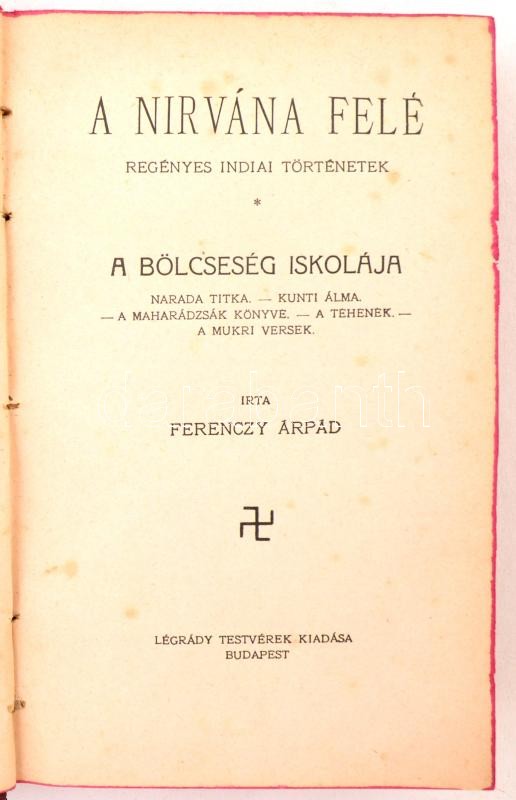 A NIRVÁNA FELÉ
REGÉNYES INDIAI TÖRTÉNETEK
*
A BÖLCSESÉG ISKOLÁJA
NARADA TITKA. — KUNTI ÁLMA.
— A MAHARÁDZSÁK KÖNYVE. — A TEHENEK. —
A MUKRI VERSEK.
IRTA
FERENCZY ÁRPÁD
卍
LÉGRÁDY TESTVÉREK KIADÁSA
BUDAPEST